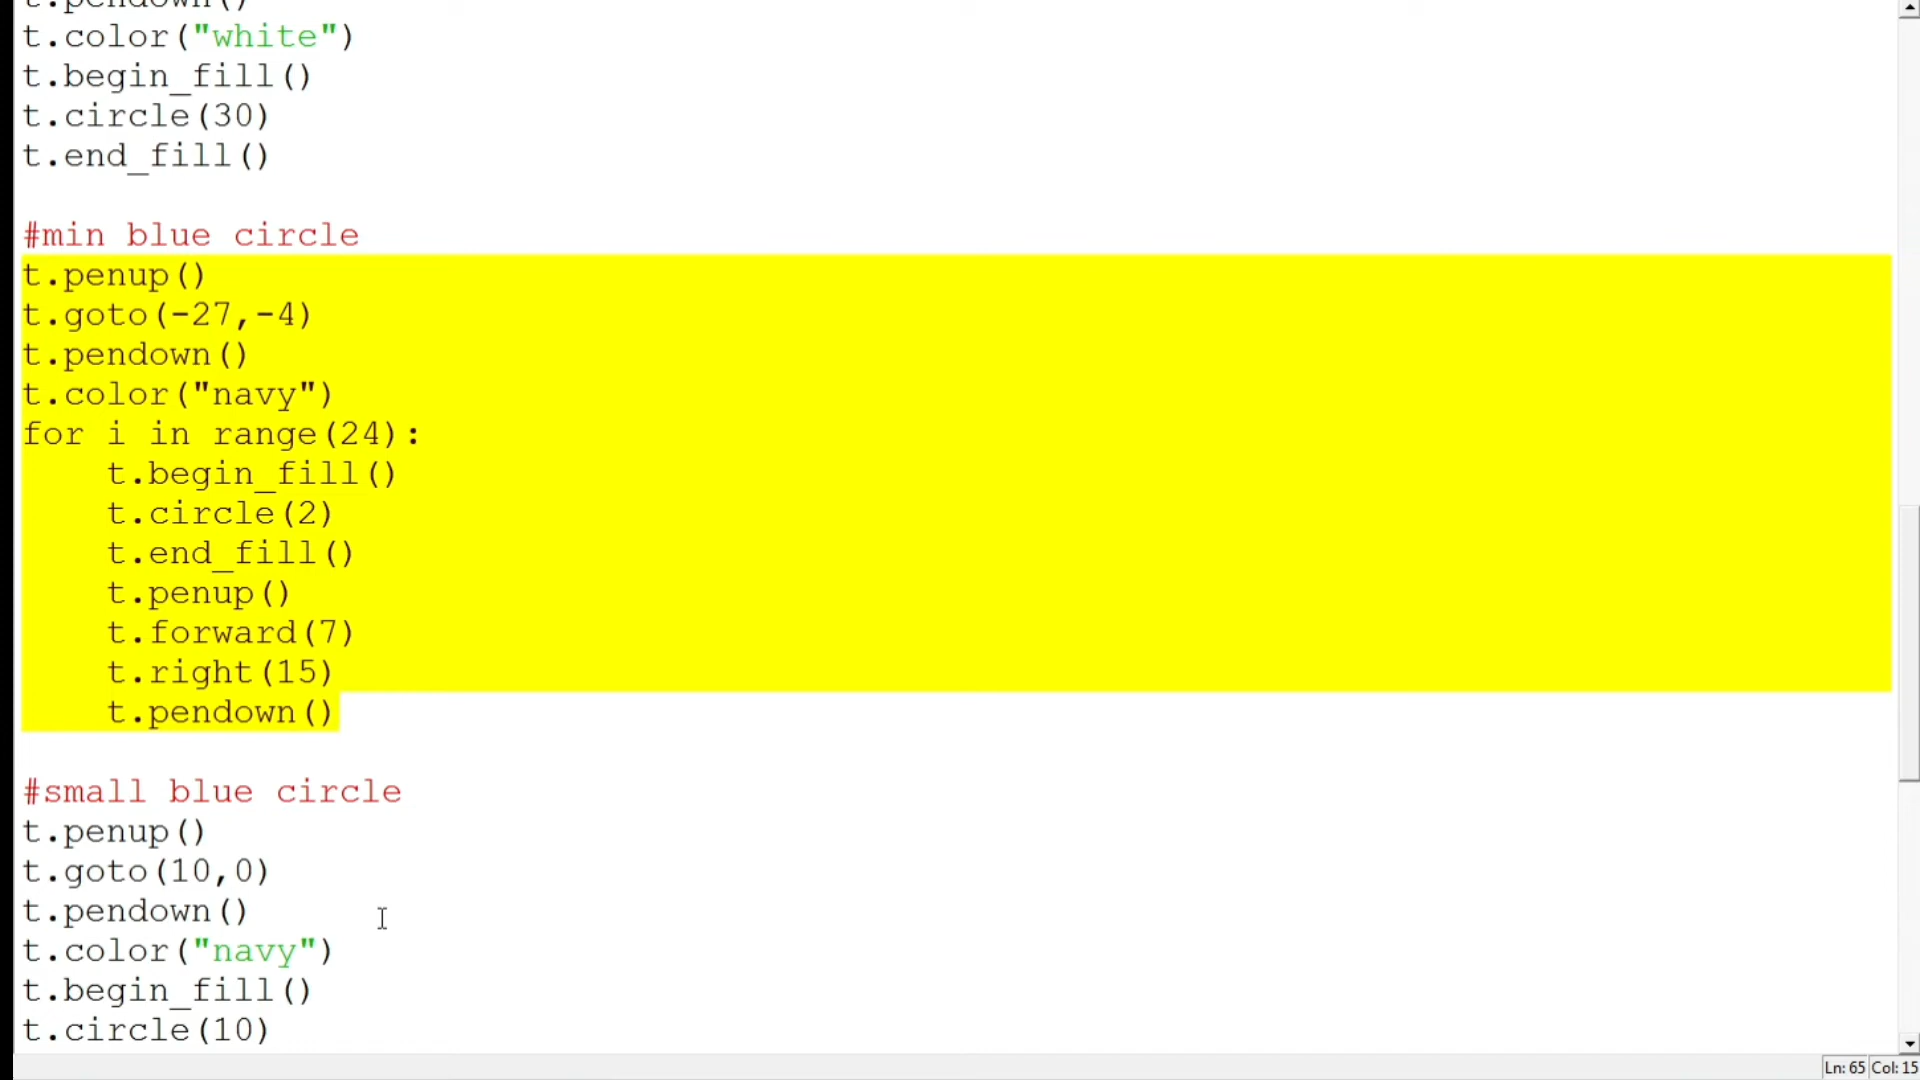 t.pendown()
t.color("white")
t.begin_fill()
t.circle(30)
t.end_fill()
#min blue circle
t.penup()
t.goto(-27,-4)
t.pendown()
t.color("navy")
for i in range(24):
    t.begin_fill()
    t.circle(2)
    t.end_fill()
    t.penup()
    t.forward(7)
    t.right(15)
    t.pendown()
#small blue circle
t.penup()
t.goto(10,0)
t.pendown()
t.color("navy")
t.begin_fill()
t.circle(10)
Ln: 65 Col: 15